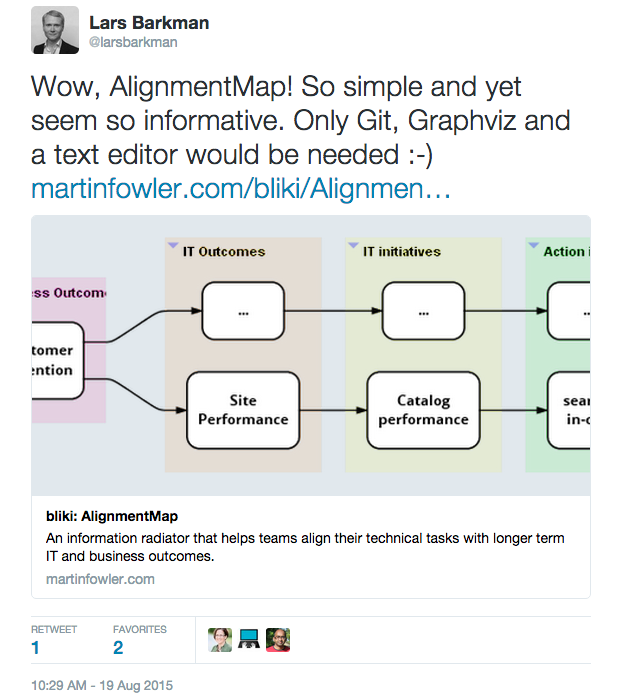 Lars Barkman
@larsbarkman
Wow, AlignmentMap! So simple and yet
seem so informative. Only Git, Graphviz and
a text editor would be needed :-)
martinfowler.com/bliki/Alignmen…
ess Outcom
tomer
ention
IT Outcomes
...
Site
Performance
IT initiatives
...
Catalog
performance
Action i
..
sear
in-c
bliki: AlignmentMap
An information radiator that helps teams align their technical tasks with longer term
IT and business outcomes.
martinfowler.com
RETWEET
1
FAVORITES
2
10:29 AM - 19 Aug 2015